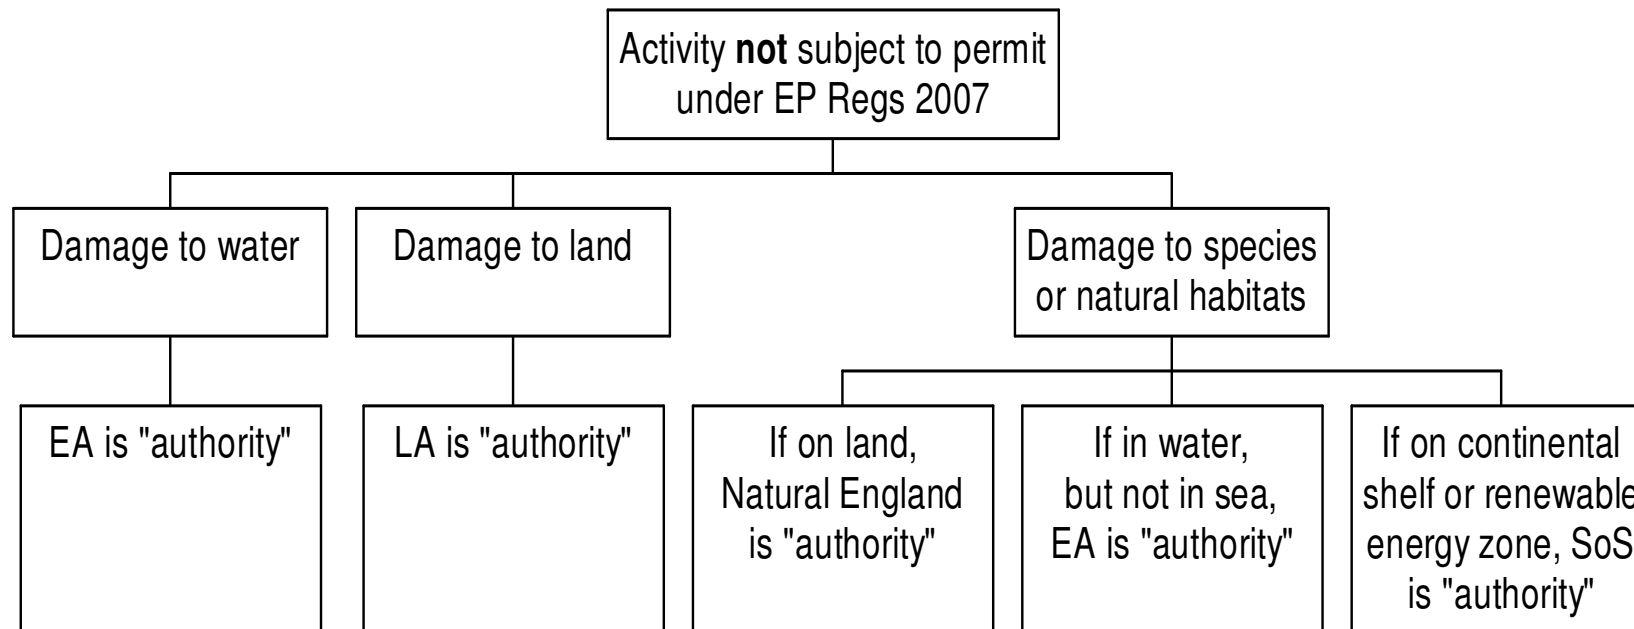 Activity not subject to permit
under EP Regs 2007
Damage to water
Damage to land
Damage to species
or natural habitats
EA is "authority"
LA is "authority"
If on land,
Natural England
is "authority"
If in water,
but not in sea,
EA is "authority"
If on continental
shelf or renewable
energy zone, SoS
is "authority"